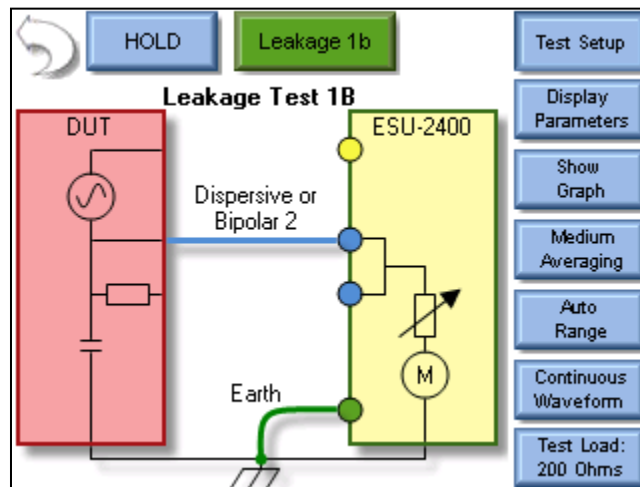 HOLD
Leakage 1b
Test Setup
Leakage Test 1B
DUT
ESU-2400
Display
Parameters
Dispersive or
Bipolar 2
Show
Graph
Medium
Averaging
Auto
Range
M
Earth
Continuous
Waveform
Test Load:
200 Ohms